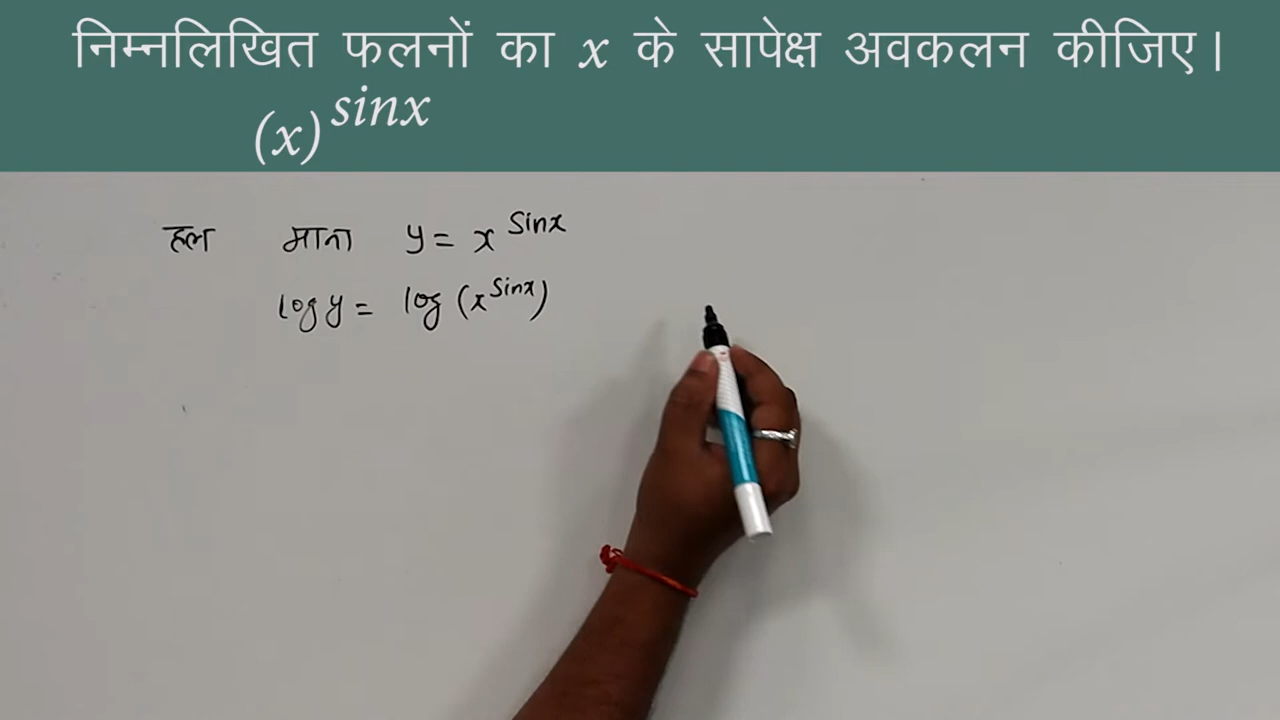 निम्नलिखित फलनों का x के सापेक्ष अवकलन कीजिए।
(x)^sinx
हल माना y = x^Sinx
log y = log (x^Sinx)